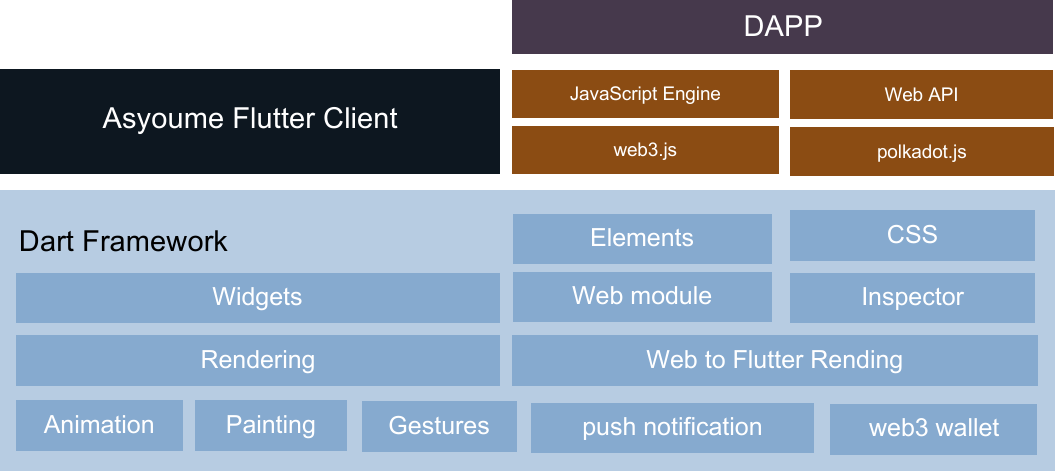 DAPP
Asyoume Flutter Client
JavaScript Engine
Web API
web3.js
polkadot.js
Dart Framework
Elements
CSS
Widgets
Web module
Inspector
Rendering
Web to Flutter Rending
Animation
Painting
Gestures
push notification
web3 wallet